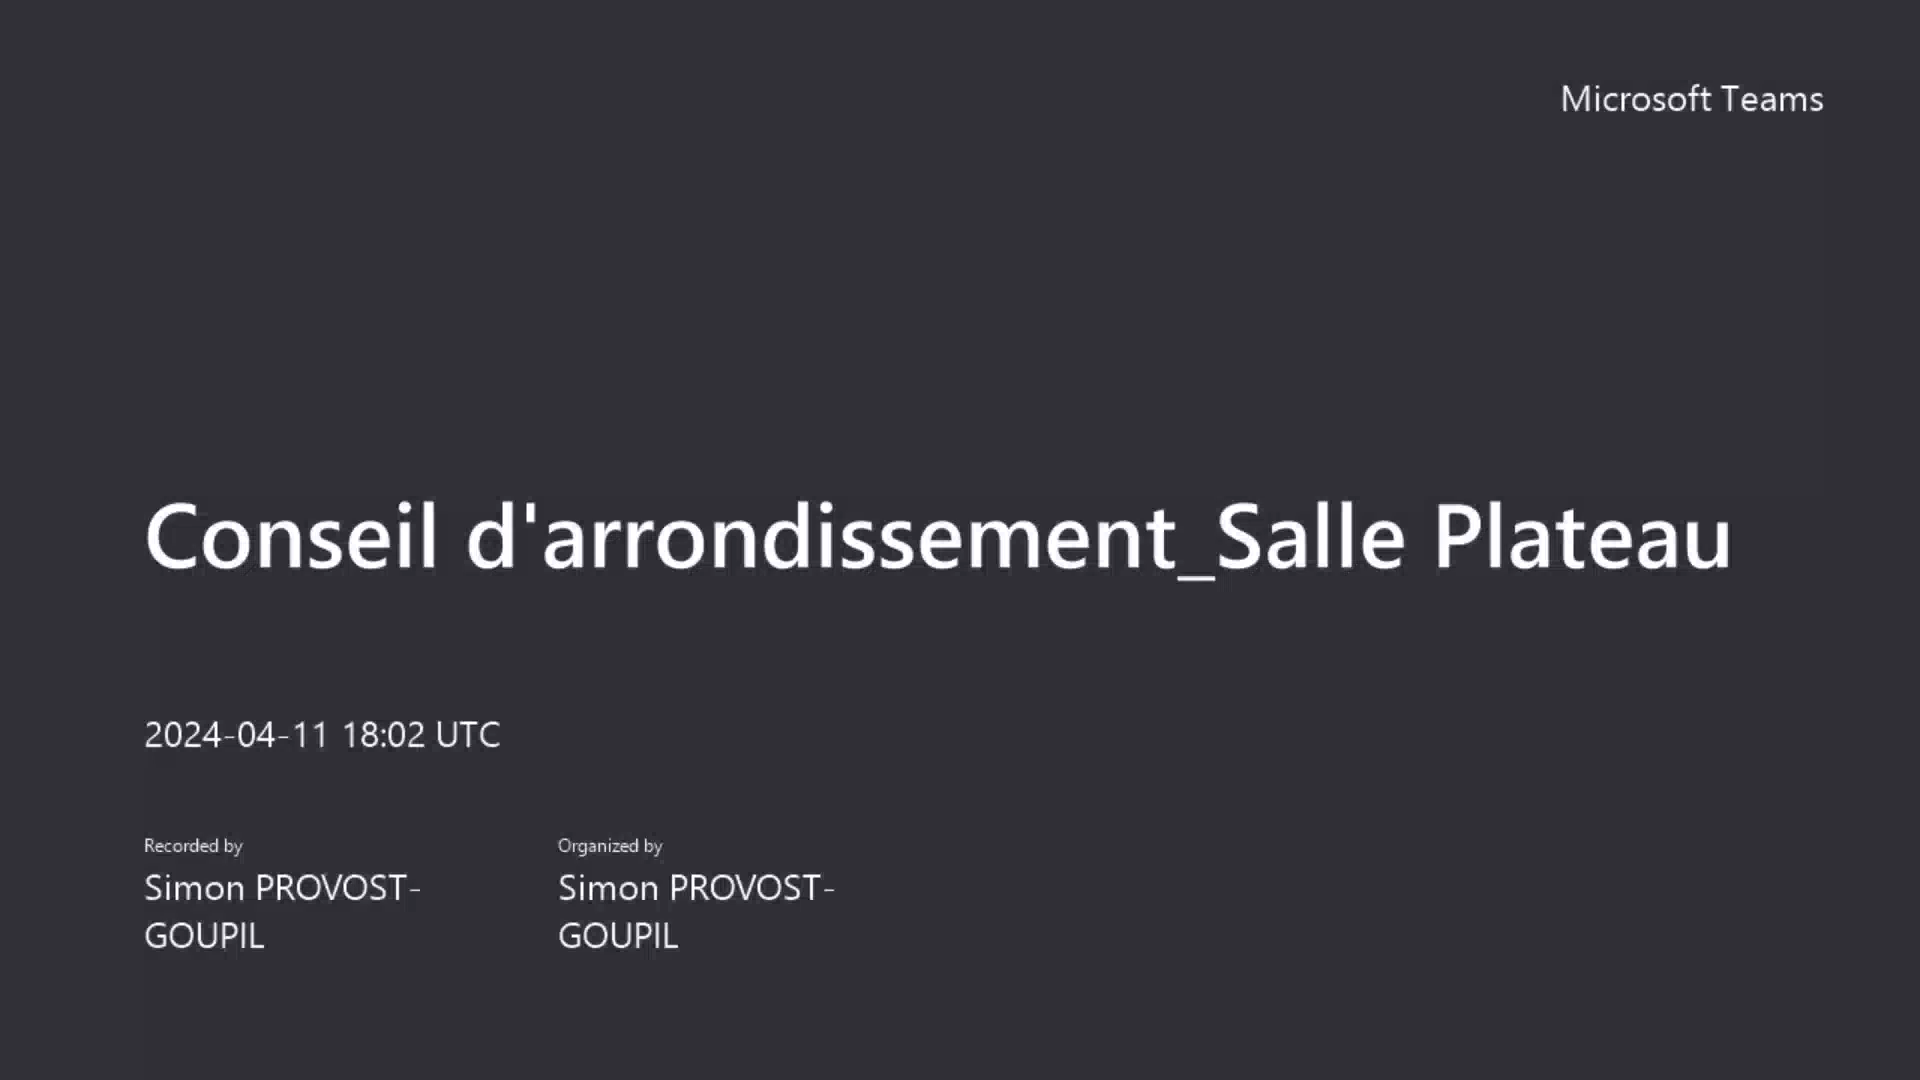 Microsoft Teams
Conseil d'arrondissement_Salle Plateau
2024-04-11 18:02 UTC
Recorded by
Simon PROVOST-
GOUPIL
Organized by
Simon PROVOST-
GOUPIL